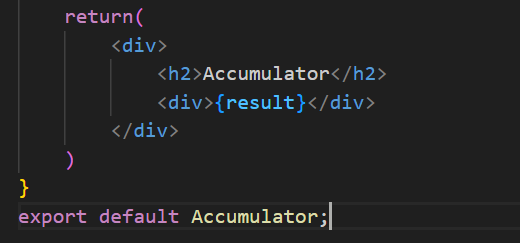 return(
<div>
<h2>Accumulator</h2>
<div>{result}</div>
</div>
)
}
export default Accumulator;